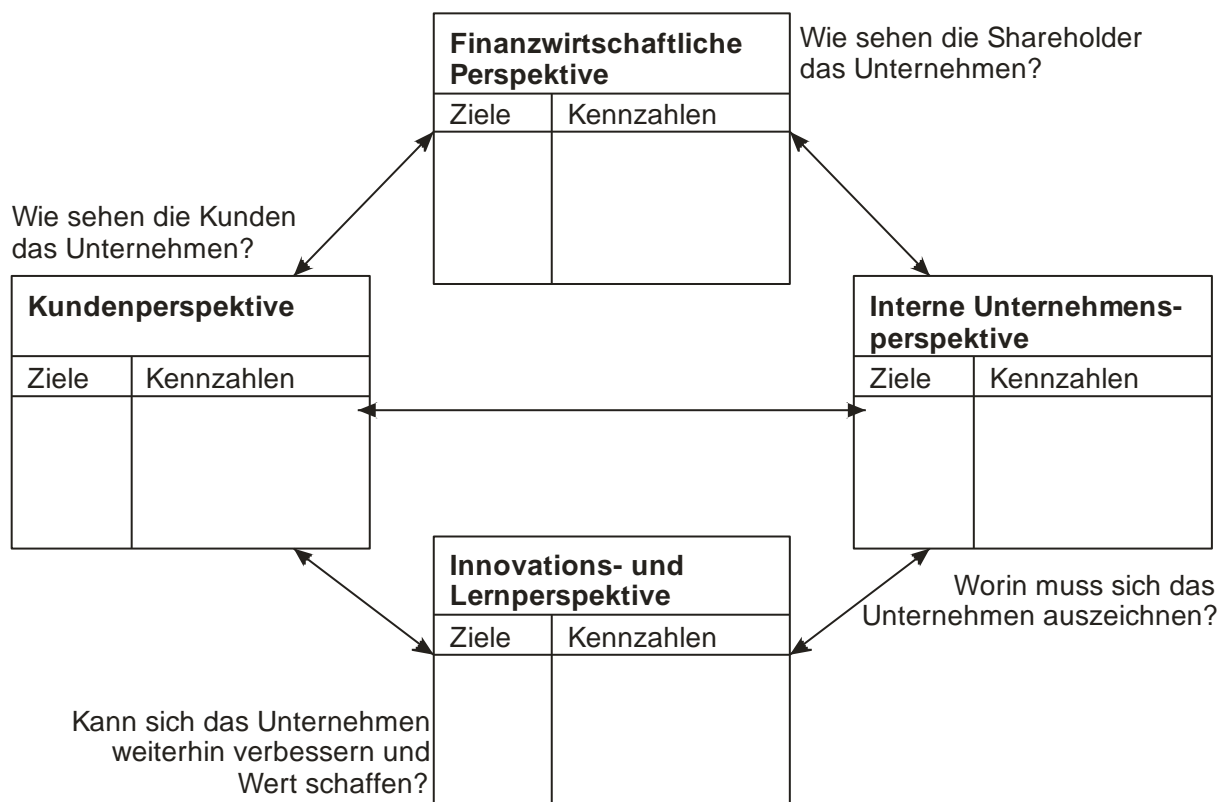 Finanzwirtschaftliche
Perspektive
Ziele Kennzahlen
Wie sehen die Shareholder
das Unternehmen?
Wie sehen die Kunden
das Unternehmen?
Kundenperspektive
Ziele Kennzahlen
Interne Unternehmens-
perspektive
Ziele Kennzahlen
Innovations- und
Lernperspektive
Ziele Kennzahlen
Worin muss sich das
Unternehmen auszeichnen?
Kann sich das Unternehmen
weiterhin verbessern und
Wert schaffen?